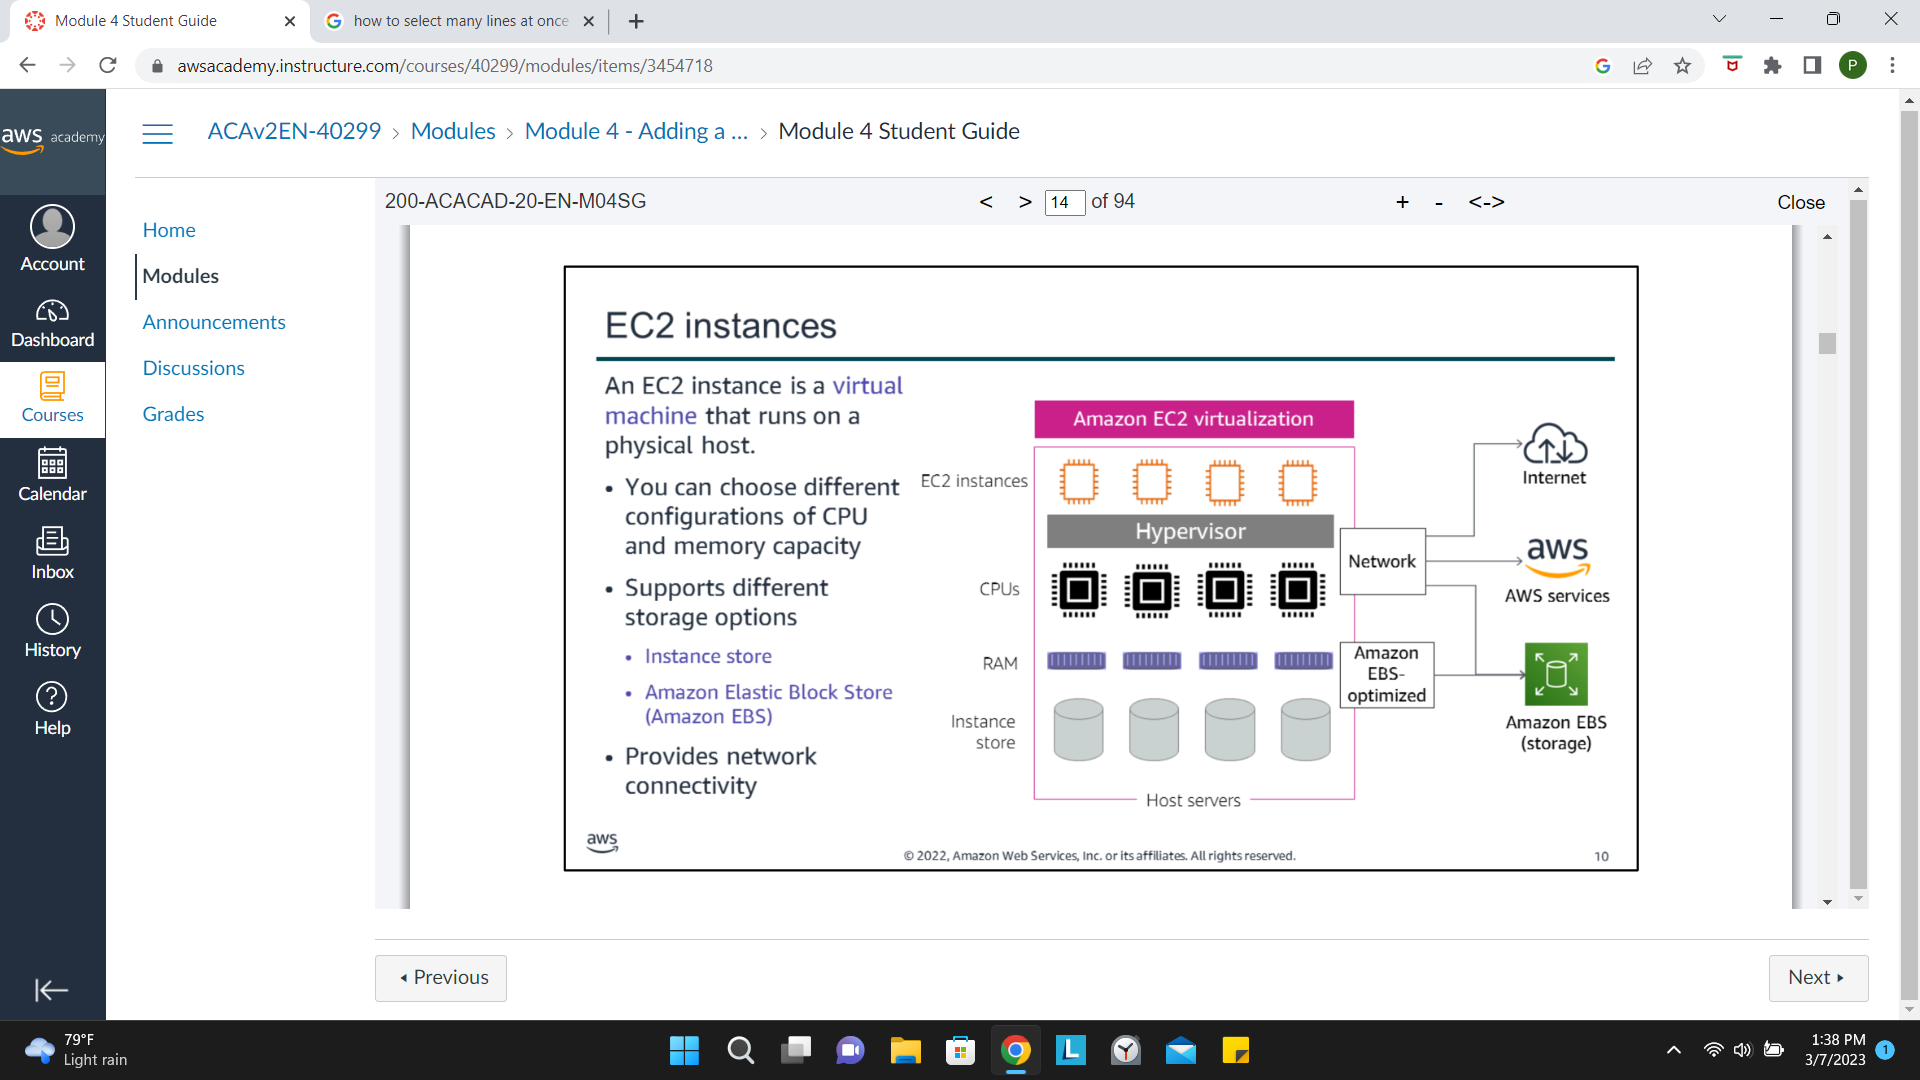 Module 4 Student Guide
how to select many lines at once
awsacademy.instructure.com/courses/40299/modules/items/3454718
P
aws academy
ACAv2EN-40299 › Modules › Module 4 - Adding a ... › Module 4 Student Guide
Account
Dashboard
Courses
Calendar
Inbox
History
Help
Home
Modules
Announcements
Discussions
Grades
200-ACACAD-20-EN-M04SG
< > 14 of 94
+ - <->
Close
EC2 instances
An EC2 instance is a virtual
machine that runs on a
physical host.
• You can choose different
configurations of CPU
and memory capacity
• Supports different
storage options
• Instance store
• Amazon Elastic Block Store
(Amazon EBS)
• Provides network
connectivity
Amazon EC2 virtualization
EC2 instances
Hypervisor
CPUs
RAM
Instance
store
Host servers
Network
Amazon
EBS-
optimized
Internet
aws
AWS services
Amazon EBS
(storage)
aws
© 2022, Amazon Web Services, Inc. or its affiliates. All rights reserved.
10
Previous
Next
79°F
Light rain
L
1:38 PM
3/7/2023
1